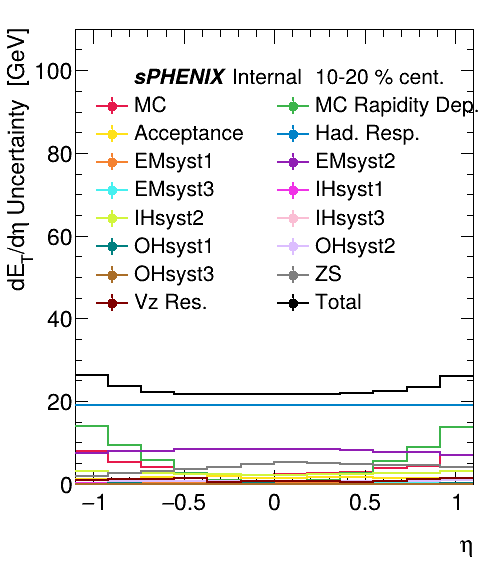 dE_T/dη Uncertainty [GeV]
100
80
60
40
20
0
sPHENIX Internal 10-20 % cent.
MC MC Rapidity Dep.
Acceptance Had. Resp.
EMsyst1 EMsyst2
EMsyst3 IHsyst1
IHsyst2 IHsyst3
OHsyst1 OHsyst2
OHsyst3 ZS
Vz Res. Total
−1 −0.5 0 0.5 1
η